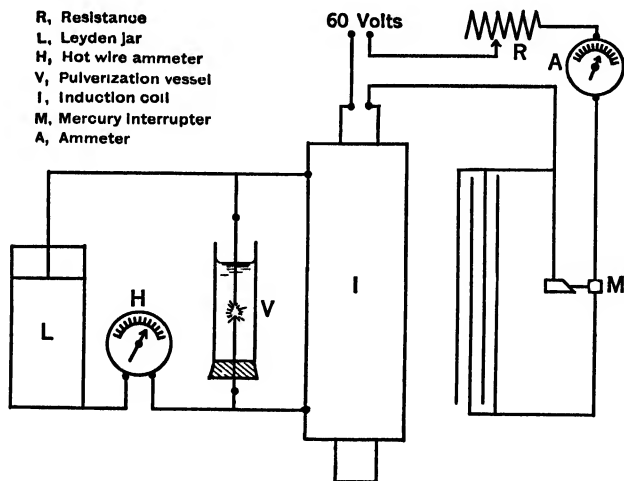 R, Resistance
L, Leyden jar
H, Hot wire ammeter
V, Pulverization vessel
I, Induction coil
M, Mercury Interrupter
A, Ammeter
60 Volts
R
A
H
V
L
I
M